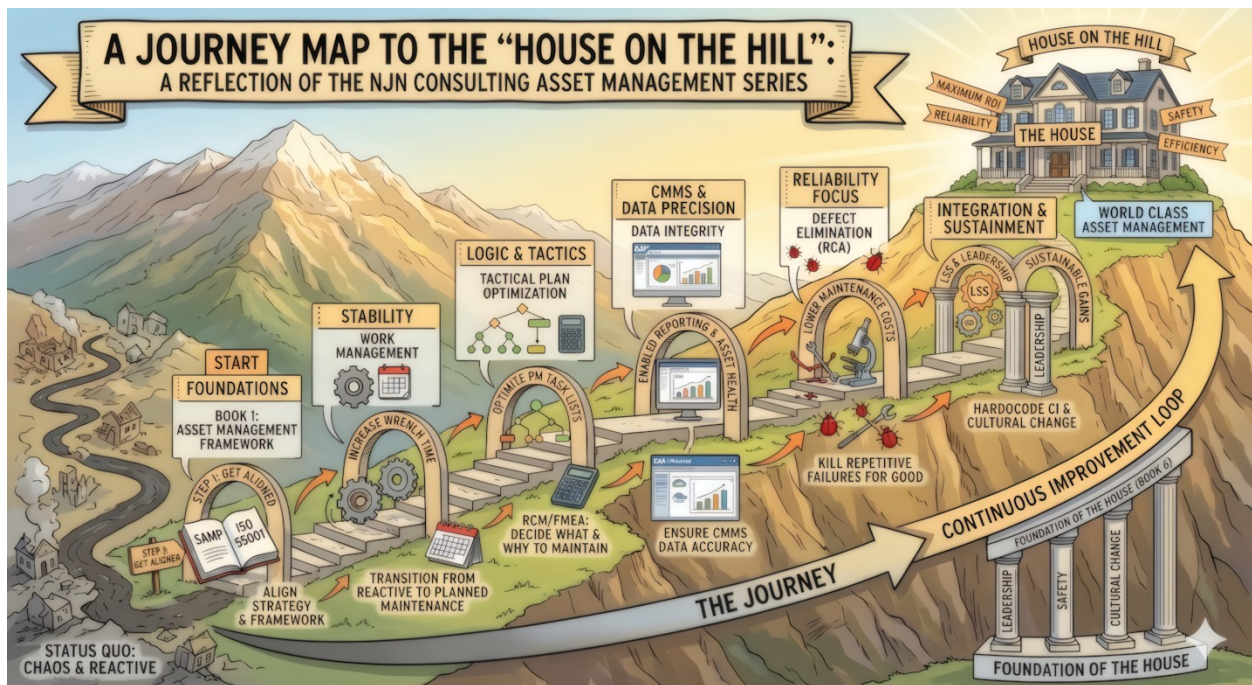 A JOURNEY MAP TO THE “HOUSE ON THE HILL”:
A REFLECTION OF THE NJN CONSULTING ASSET MANAGEMENT SERIES
HOUSE ON THE HILL
MAXIMUM ROI
RELIABILITY
THE HOUSE
SAFETY
EFFICIENCY
WORLD CLASS
ASSET MANAGEMENT
START
FOUNDATIONS
BOOK 1:
ASSET MANAGEMENT
FRAMEWORK
STEP 1: GET ALIGNED
SAMP
ISO
55001
STEP 1:
GET ALIGNEA
ALIGN
STRATEGY
& FRAMEWORK
STATUS QUO:
CHAOS & REACTIVE
STABILITY
WORK
MANAGEMENT
INCREASE WRENCH TIME
TRANSITION FROM
REACTIVE TO PLANNED
MAINTENANCE
LOGIC & TACTICS
TACTICAL PLAN
OPTIMIZATION
OPTIMITE PM TASK LISTS
RCM/FMEA:
DECIDE WHAT &
WHY TO MAINTAIN
CMMS &
DATA PRECISION
DATA INTEGRITY
ENABLED REPORTING & ASSET HEALTH
ENSURE CMMS
DATA ACCURACY
RELIABILITY
FOCUS
DEFECT
ELIMINATION
(RCA)
LOWER MAINTENANCE COSTS
KILL REPETITIVE
FAILURES FOR GOOD
INTEGRATION &
SUSTAINMENT
LSS & LEADERSHIP
SUSTAINABLE GAINS
LSS
LEADERSHIP
HARDOCODE CI &
CULTURAL CHANGE
THE JOURNEY
CONTINUOUS IMPROVEMENT LOOP
FOUNDATION OF THE HOUSE (BOOK 6)
LEADERSHIP
SAFETY
CULTURAL CHANGE
FOUNDATION OF THE HOUSE